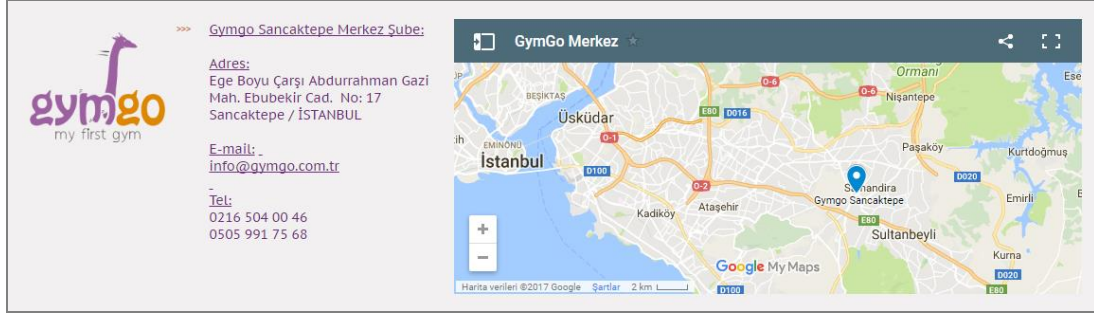 gymgo
my first gym
>>> Gymgo Sancaktepe Merkez Şube:
Adres:
Ege Boyu Çarşı Abdurrahman Gazi
Mah. Ebubekir Cad. No: 17
Sancaktepe / İSTANBUL
E-mail:
info@gymgo.com.tr
Tel:
0216 504 00 46
0505 991 75 68
GymGo Merkez
Ormanı
Ese
O-6
O-6
Nişantepe
BEŞİKTAŞ
E80 D016
Üsküdar
O-1
EMİNÖNÜ
İstanbul
Paşaköy
Kurtdoğmuş
D100
D020
O-2
Samandıra
Gymgo Sancaktepe
Emirli
Ataşehir
Kadıköy
E80
Sultanbeyli
+
−
Kurna
Google My Maps
D020
Harita verileri ©2017 Google Şartlar 2 km
D100
E80